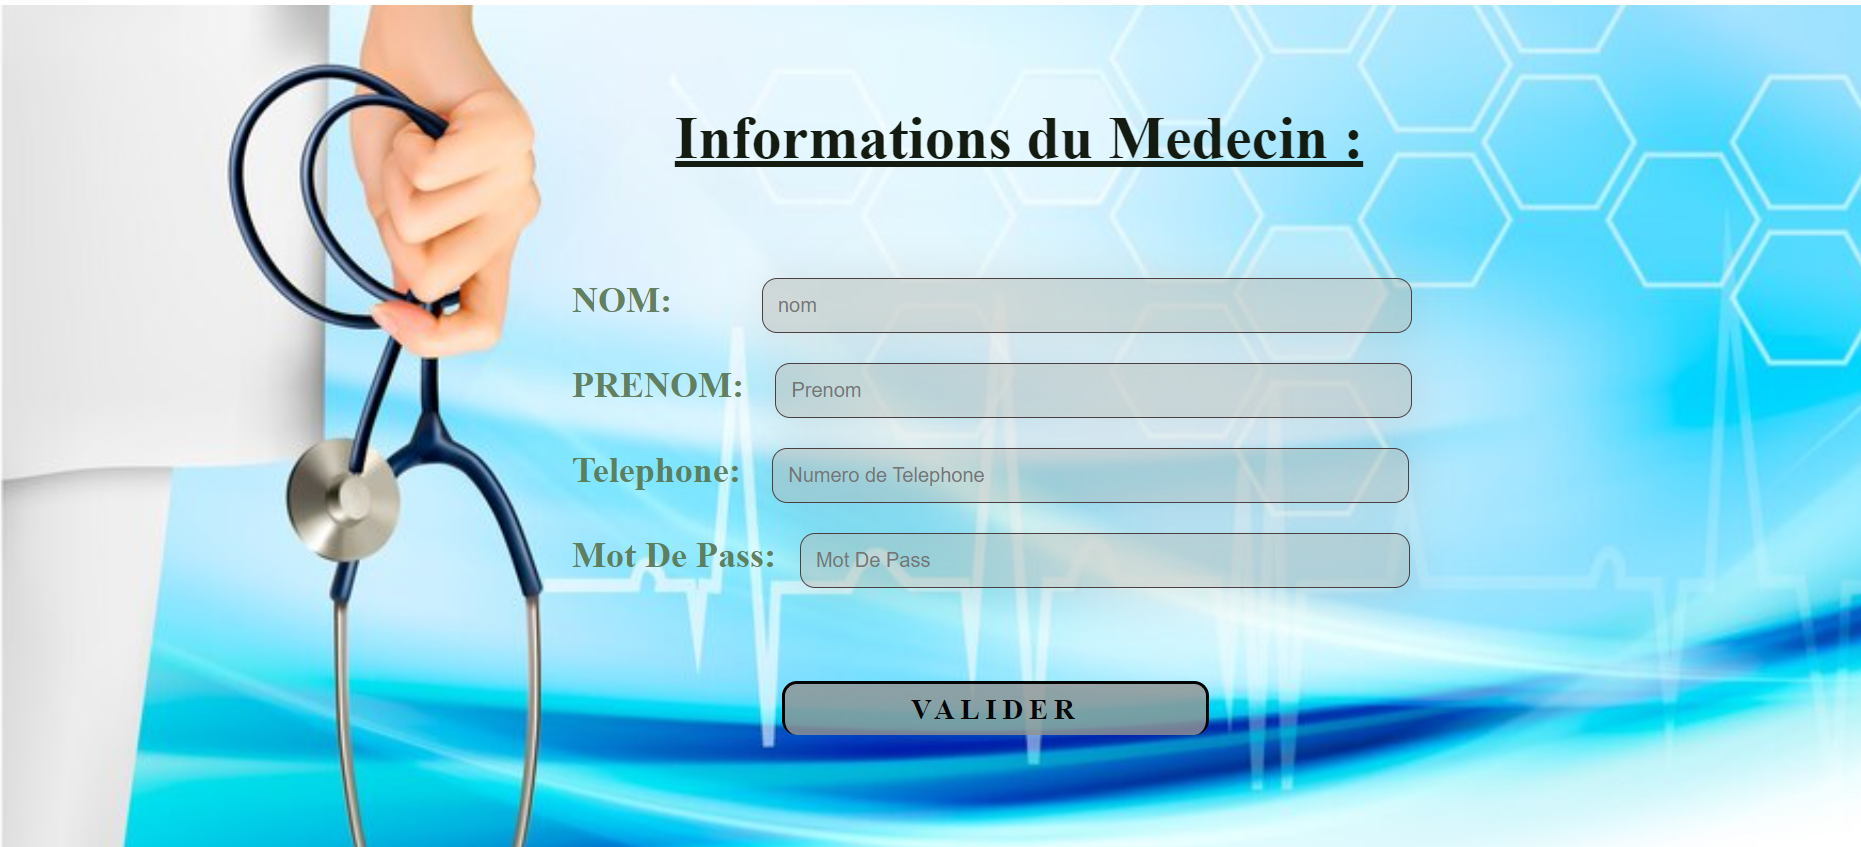 Informations du Medecin :
NOM: nom
PRENOM: Prenom
Telephone: Numero de Telephone
Mot De Pass: Mot De Pass
VALIDER